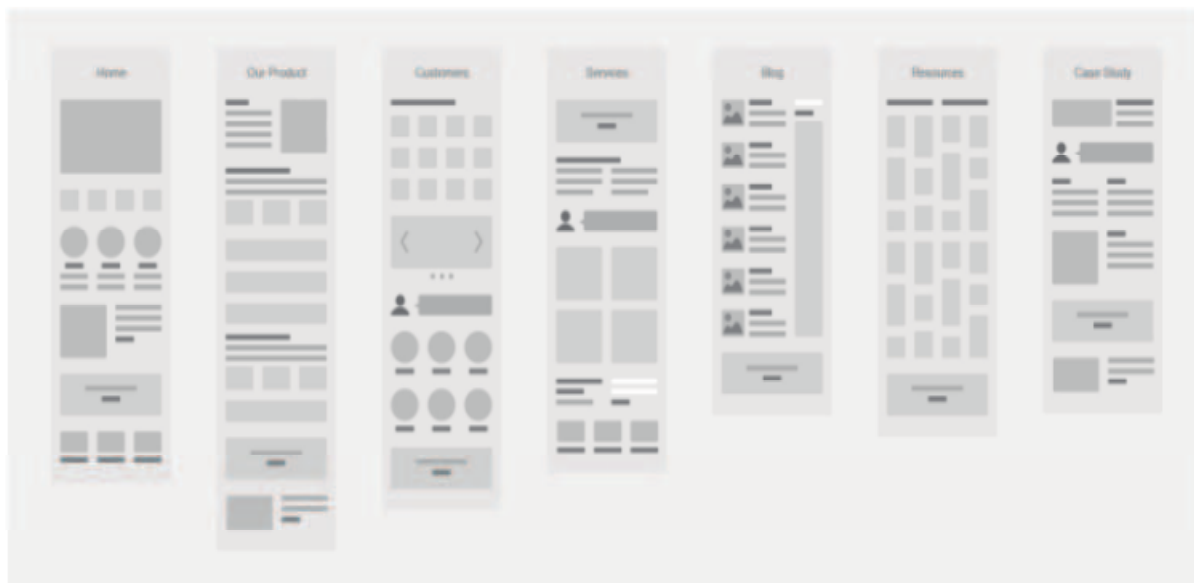 Home
Our Product
Customers
Services
Blog
Resources
Case Study